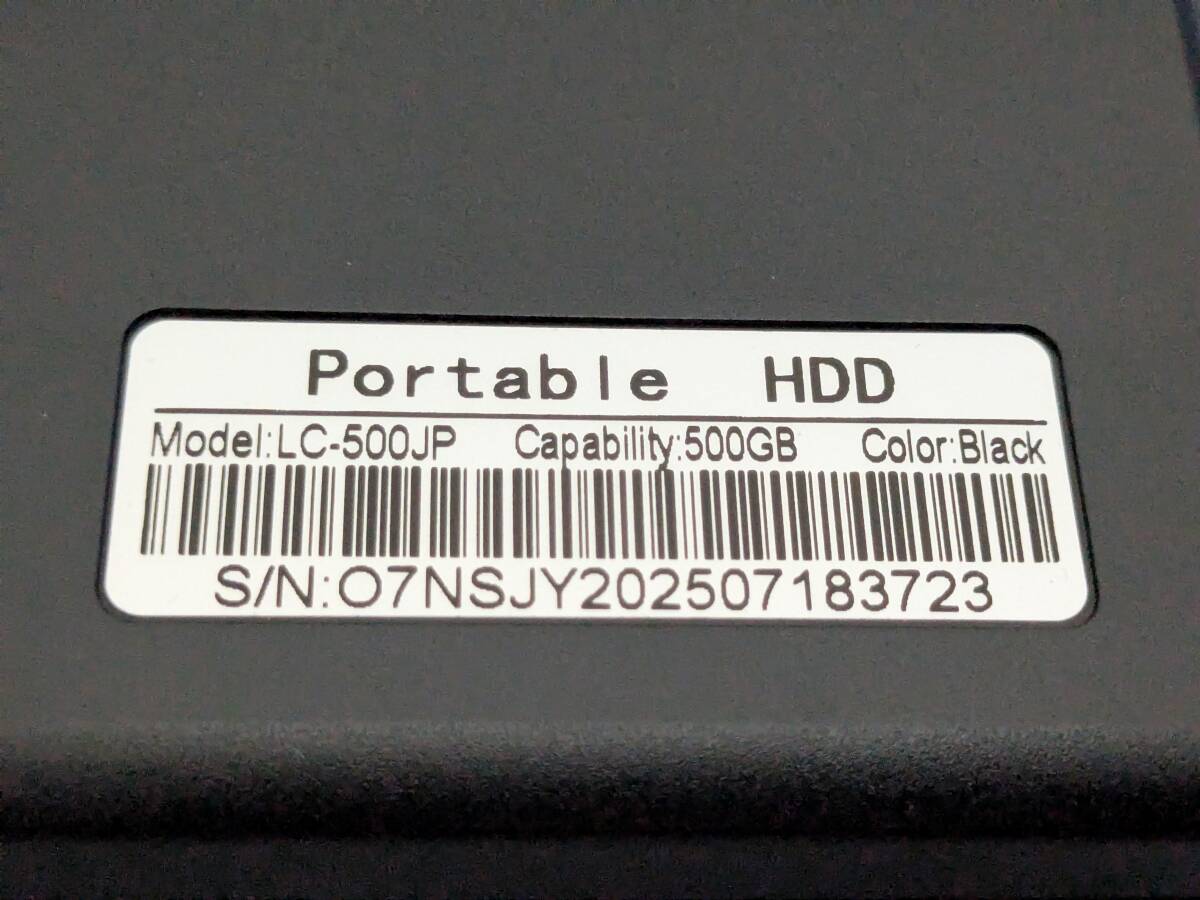 Portable HDD
Model:LC-500JP Capability:500GB Color:Black
S/N:O7NSJY202507183723